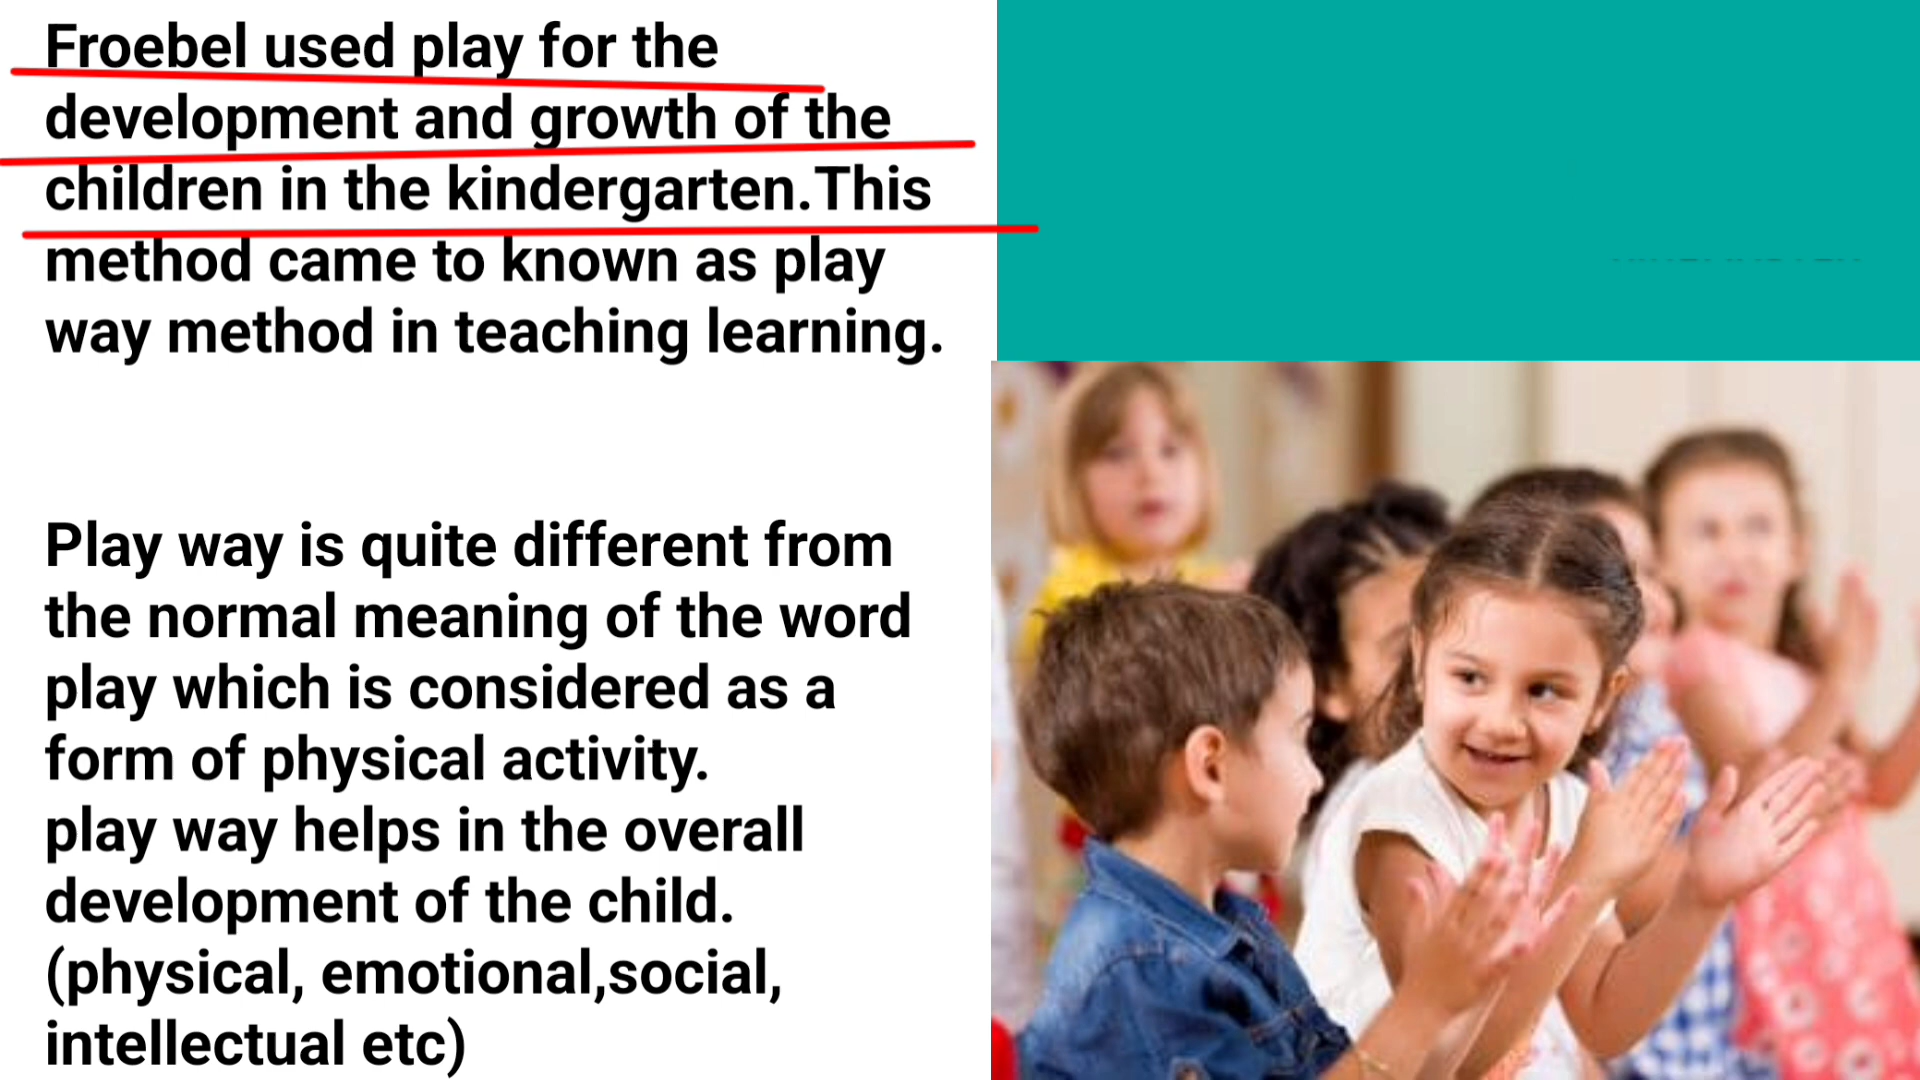 Froebel used play for the
development and growth of the
children in the kindergarten.This
method came to known as play
way method in teaching learning.
Play way is quite different from
the normal meaning of the word
play which is considered as a
form of physical activity.
play way helps in the overall
development of the child.
(physical, emotional,social,
intellectual etc)